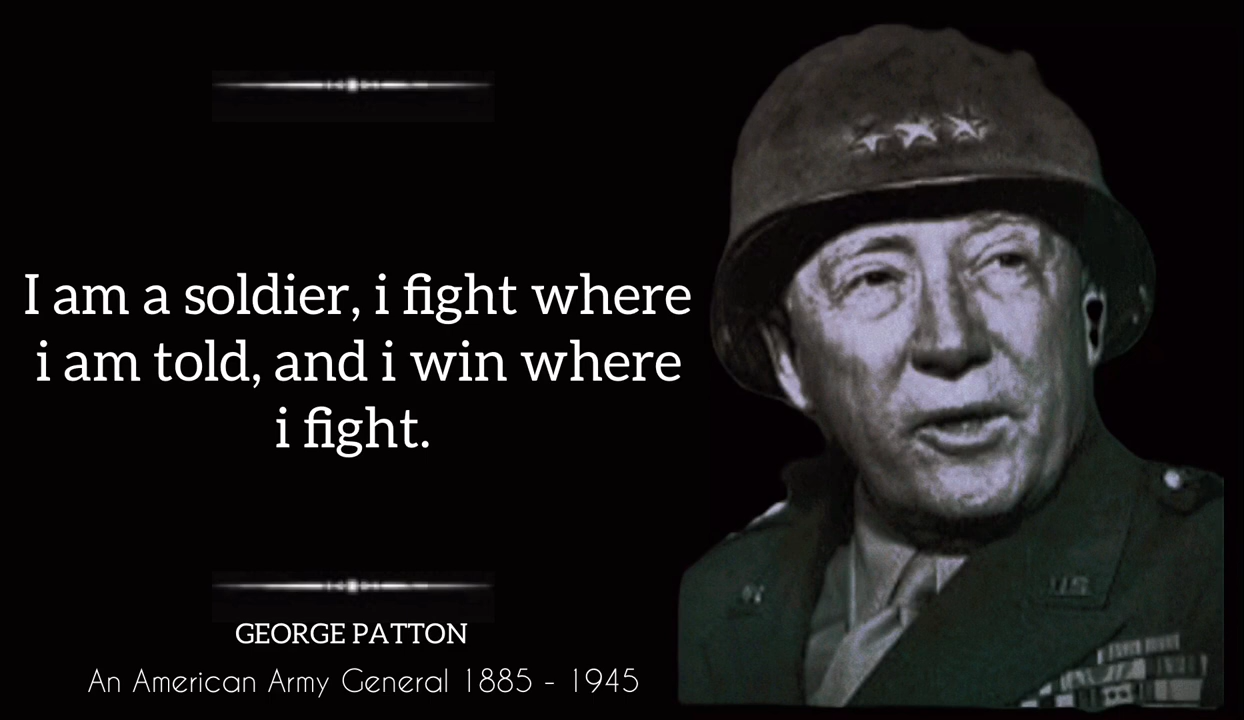 I am a soldier, i fight where
i am told, and i win where
i fight.
GEORGE PATTON
An American Army General 1885 - 1945
U.S.